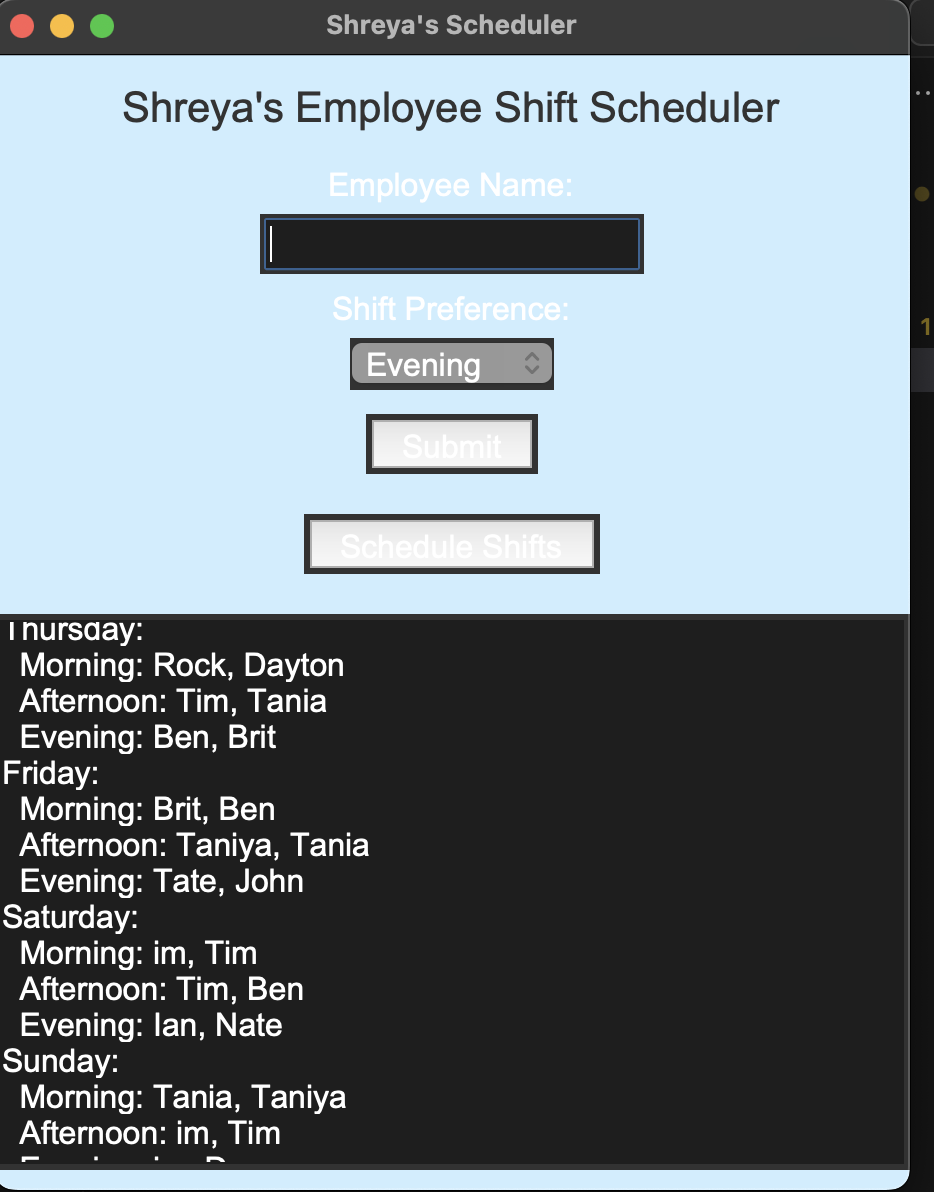 Shreya's Scheduler
Shreya's Employee Shift Scheduler
Employee Name:
Shift Preference:
Evening
Submit
Schedule Shifts
Thursday:
Morning: Rock, Dayton
Afternoon: Tim, Tania
Evening: Ben, Brit
Friday:
Morning: Brit, Ben
Afternoon: Taniya, Tania
Evening: Tate, John
Saturday:
Morning: im, Tim
Afternoon: Tim, Ben
Evening: Ian, Nate
Sunday:
Morning: Tania, Taniya
Afternoon: im, Tim
1